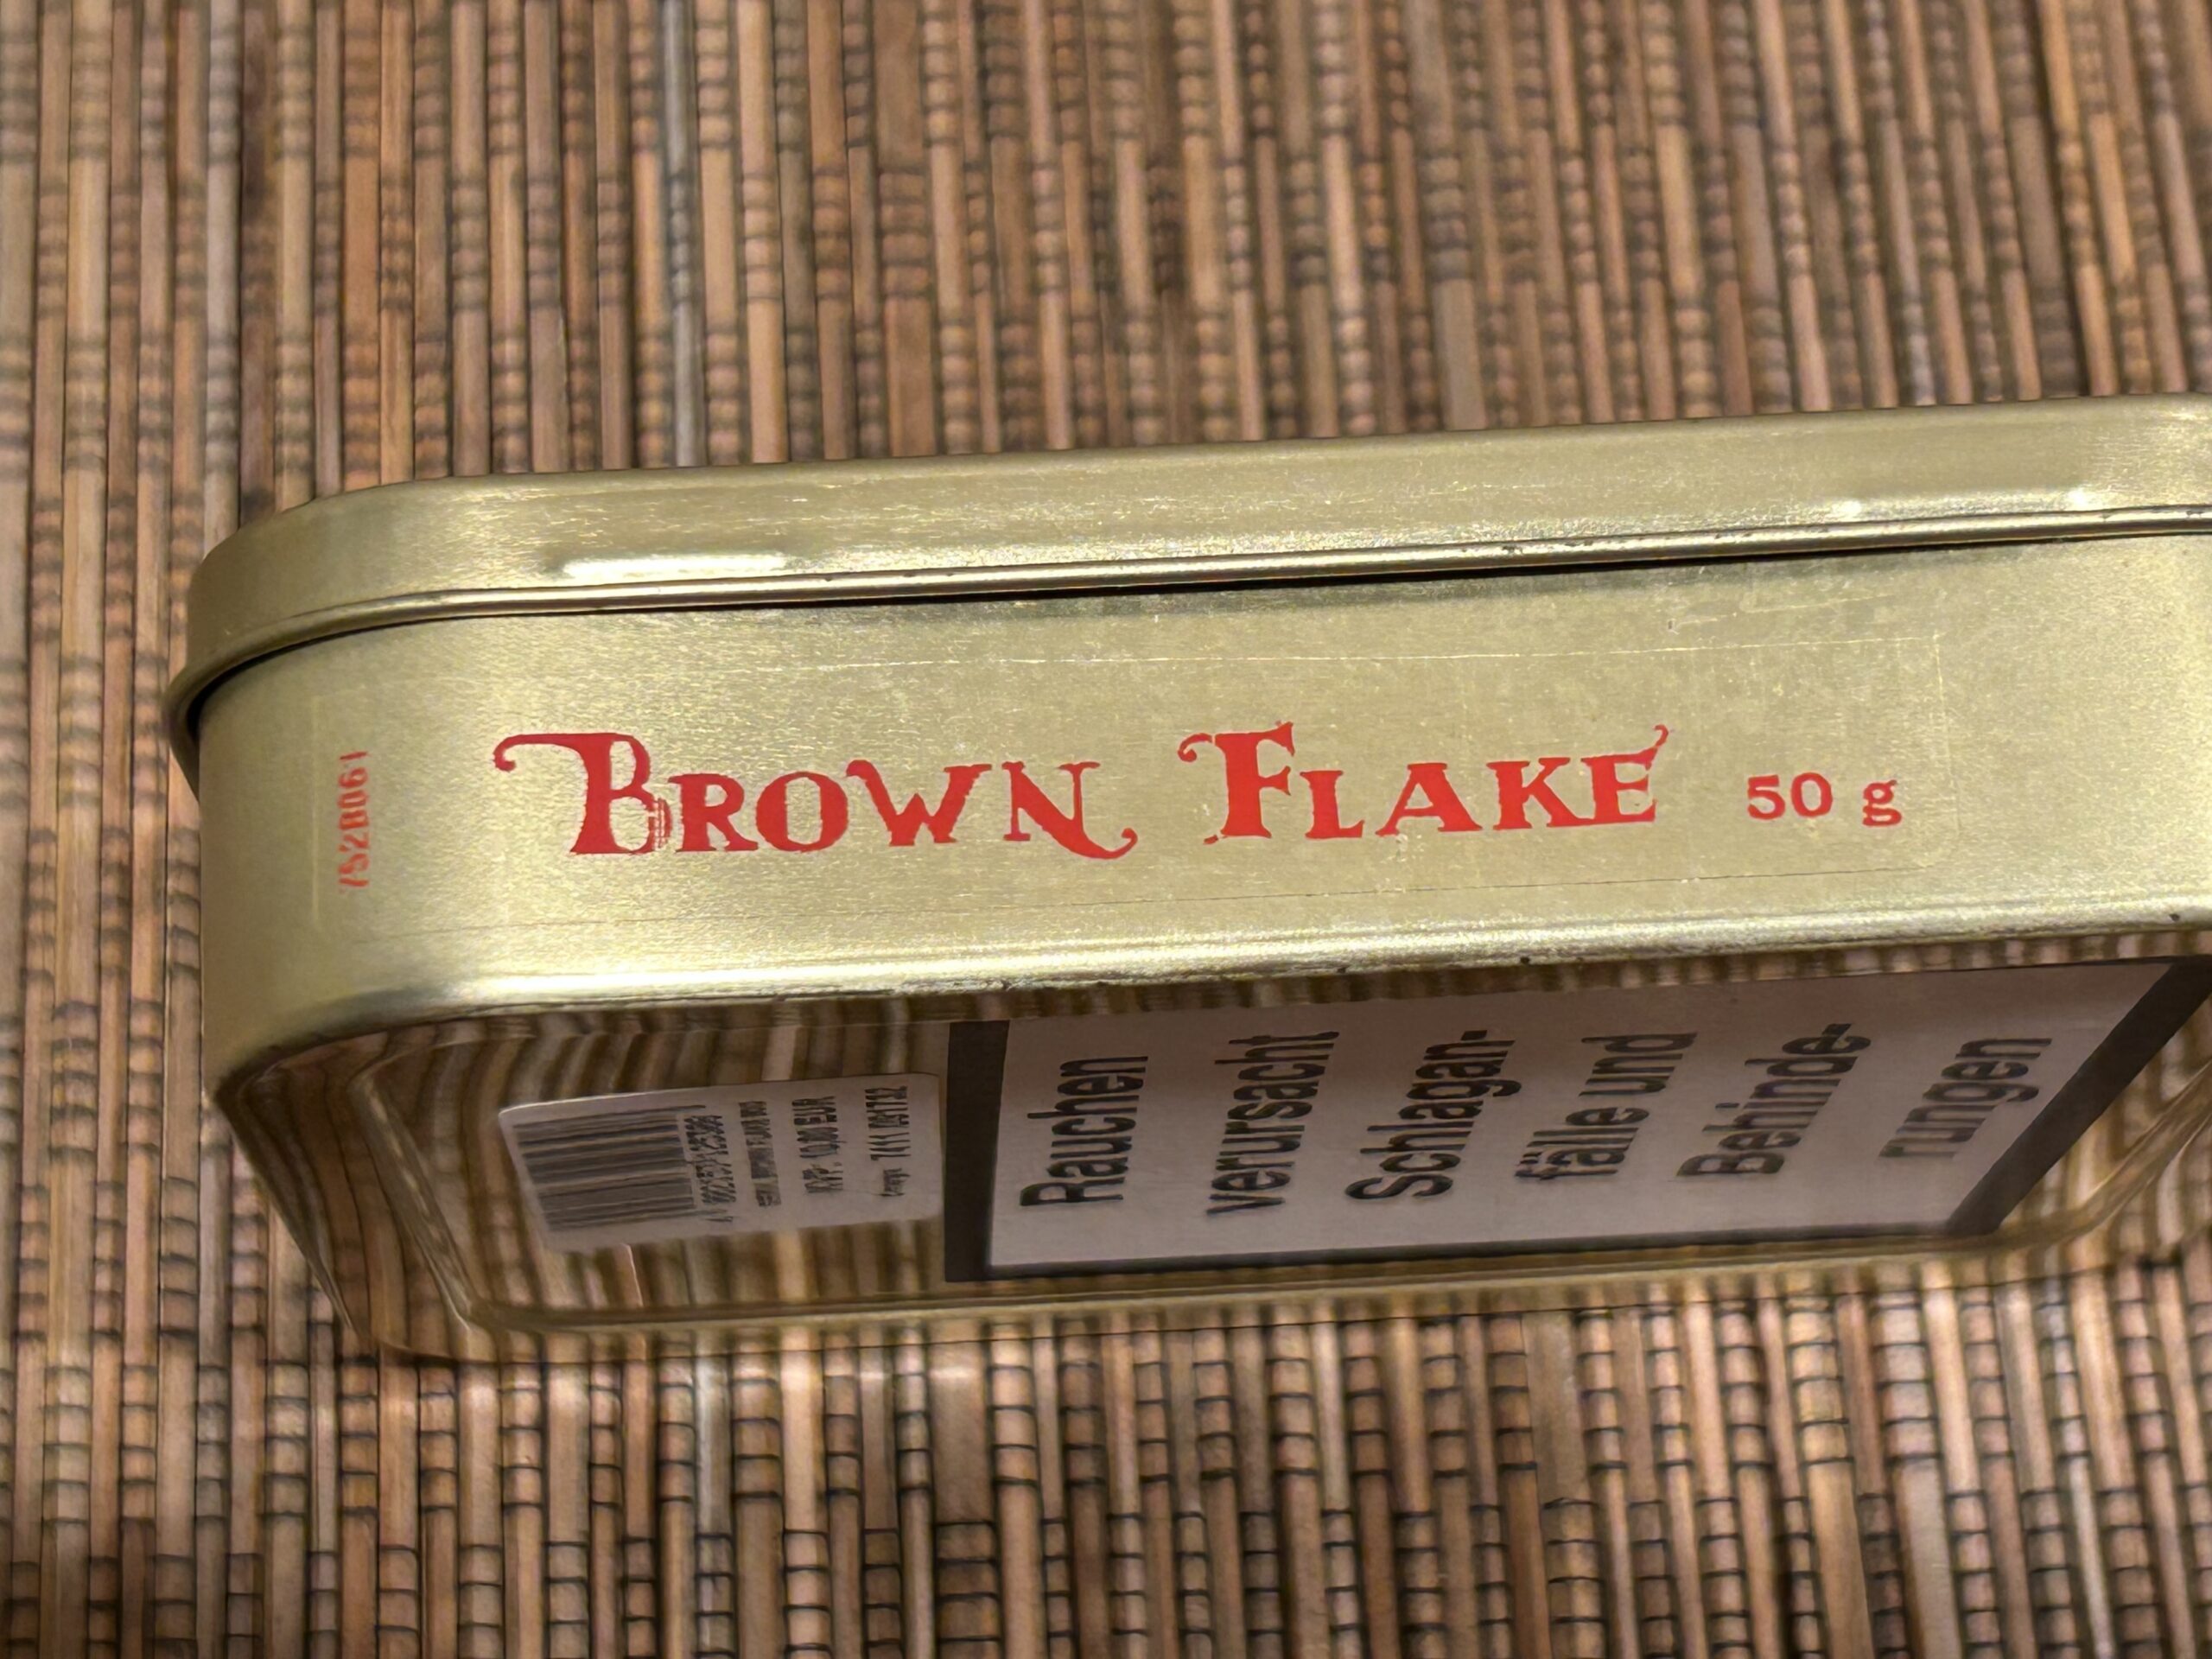 BROWN FLAKE 50 g
752B061
Rauchen
verursacht
Schlagan-
fälle und
Behinde-
rungen